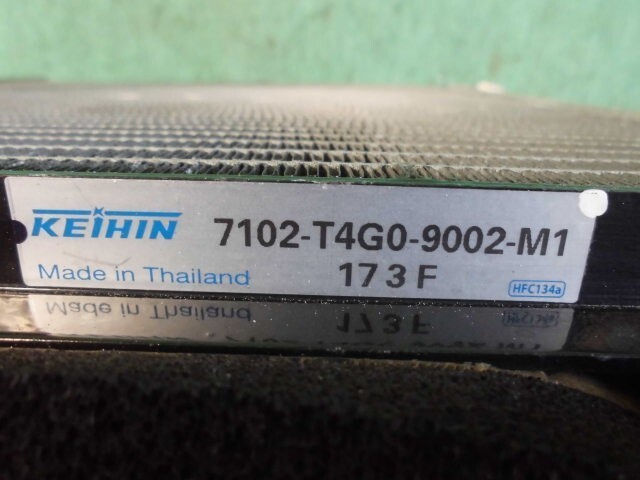 KEIHIN 7102-T4G0-9002-M1
Made in Thailand 173F HFC134a